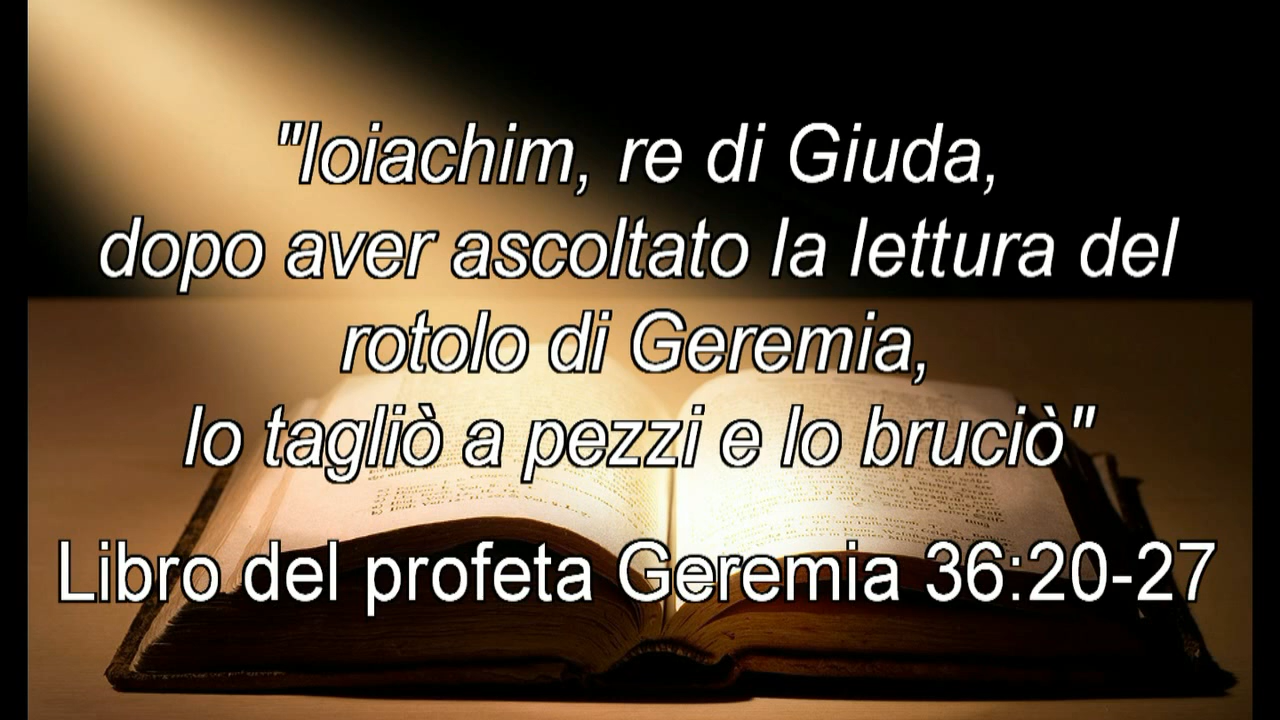 "Ioiachim, re di Giuda,
dopo aver ascoltato la lettura del
rotolo di Geremia,
lo tagliò a pezzi e lo bruciò"
Libro del profeta Geremia 36:20-27